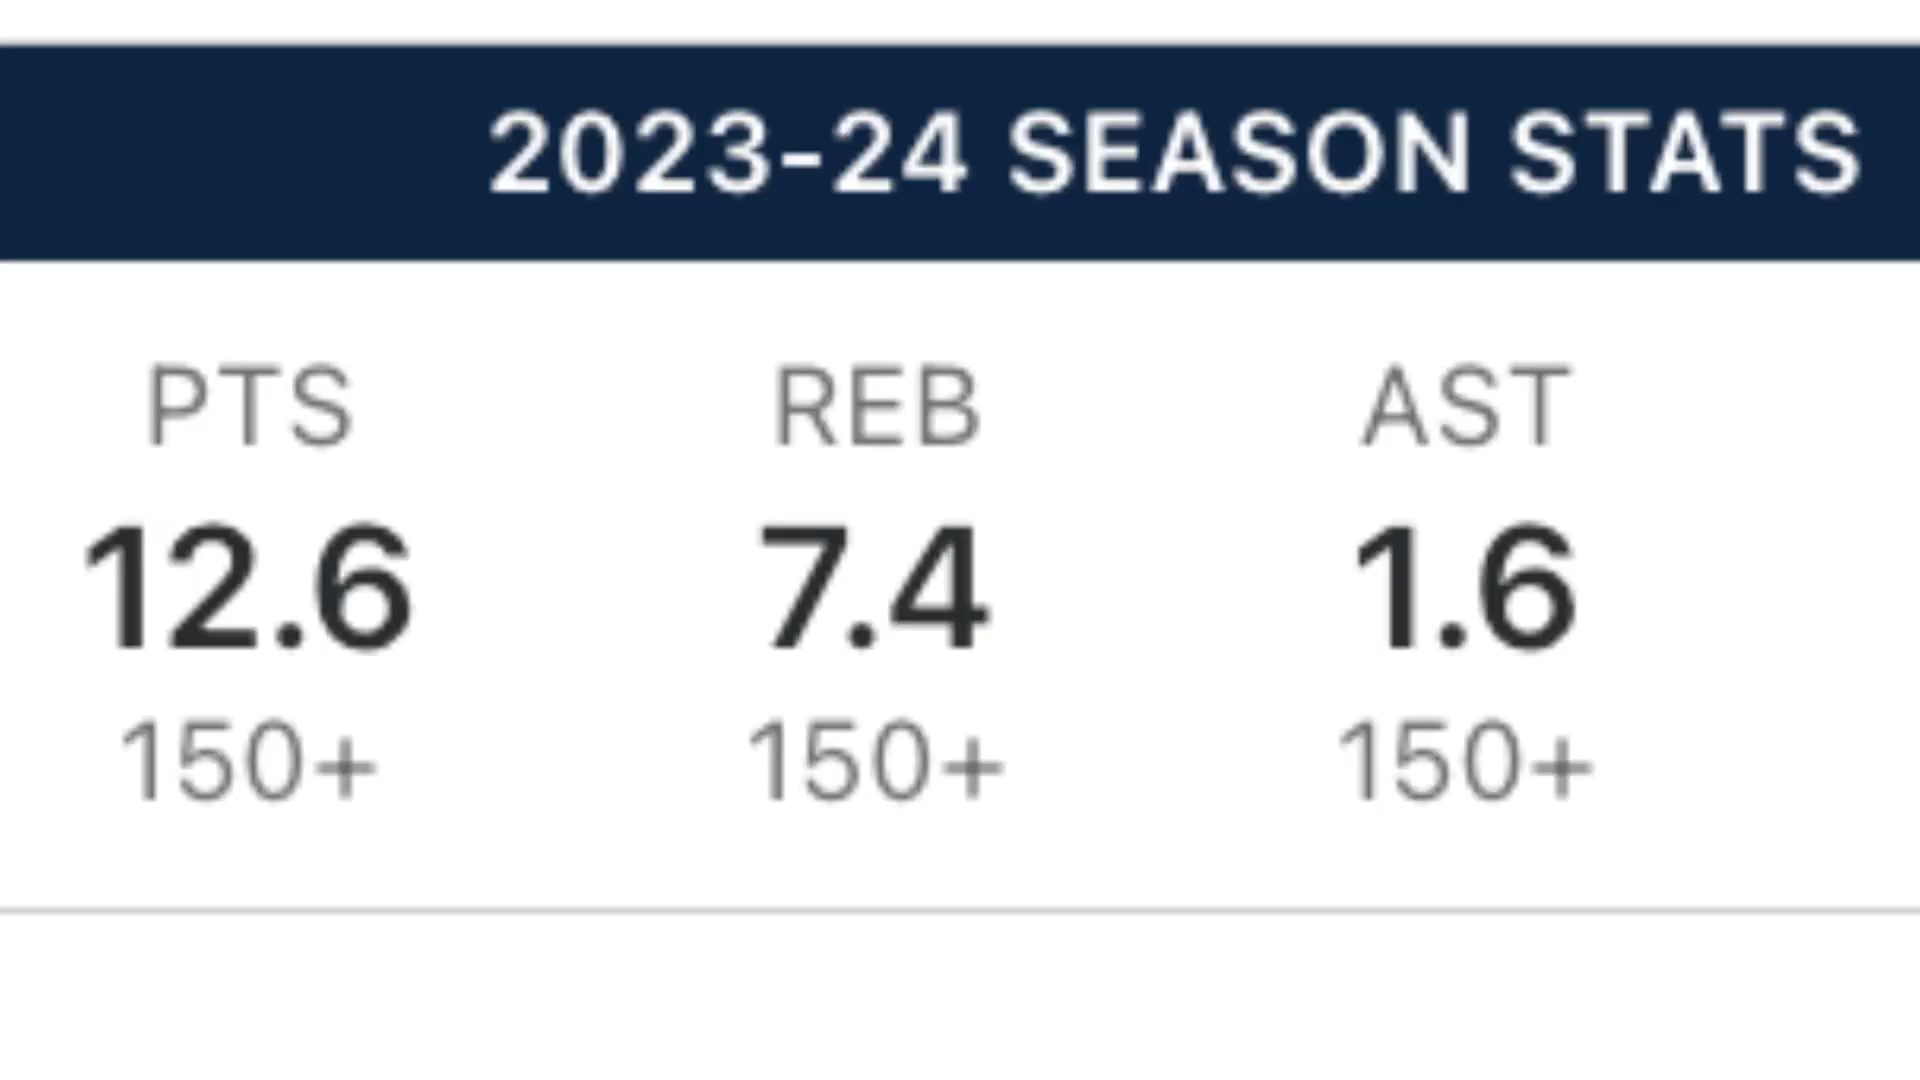 2023-24 SEASON STATS
PTS REB AST
12.6 7.4 1.6
150+ 150+ 150+